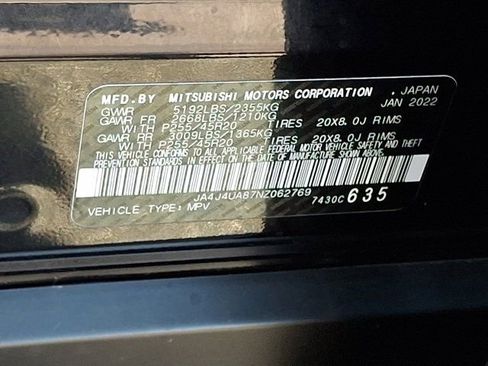 MFD.BY MITSUBISHI MOTORS CORPORATION . JAPAN
GVWR 5192LBS/2355KG JAN 2022
GAWR FR 2668LBS/1210KG
WITH P255/45R20 TIRES 20X8.0J RIMS
GAWR RR 3009LBS/1365KG
WITH P255/45R20 TIRES 20X8.0J RIMS
THIS VEHICLE CONFORMS TO ALL APPLICABLE FEDERAL MOTOR VEHICLE SAFETY AND THEFT
PREVENTION STANDARDS IN EFFECT ON THE DATE OF MANUFACTURE SHOWN ABOVE.
JA4J4UA87NZ062769 7430C 635
VEHICLE TYPE: MPV